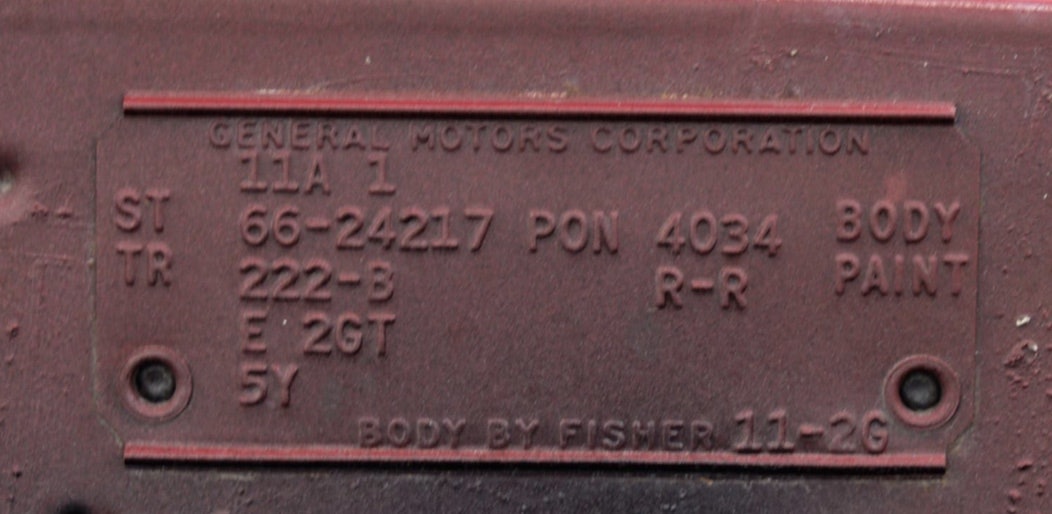 GENERAL MOTORS CORPORATION
11A 1
ST 66-24217 PON 4034 BODY
TR 222-B R-R PAINT
E 2GT
5Y
BODY BY FISHER 11-2G